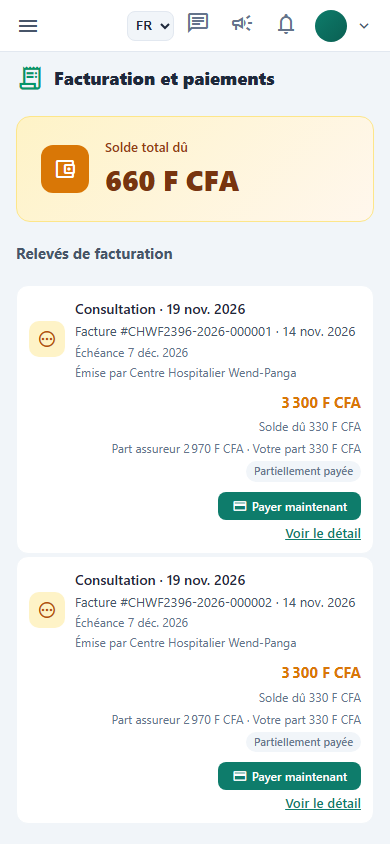 FR
Facturation et paiements
Solde total dû
660 F CFA
Relevés de facturation
Consultation · 19 nov. 2026
Facture #CHWF2396-2026-000001 · 14 nov. 2026
Échéance 7 déc. 2026
Émise par Centre Hospitalier Wend-Panga
3 300 F CFA
Solde dû 330 F CFA
Part assureur 2 970 F CFA · Votre part 330 F CFA
Partiellement payée
Payer maintenant
Voir le détail
Consultation · 19 nov. 2026
Facture #CHWF2396-2026-000002 · 14 nov. 2026
Échéance 7 déc. 2026
Émise par Centre Hospitalier Wend-Panga
3 300 F CFA
Solde dû 330 F CFA
Part assureur 2 970 F CFA · Votre part 330 F CFA
Partiellement payée
Payer maintenant
Voir le détail